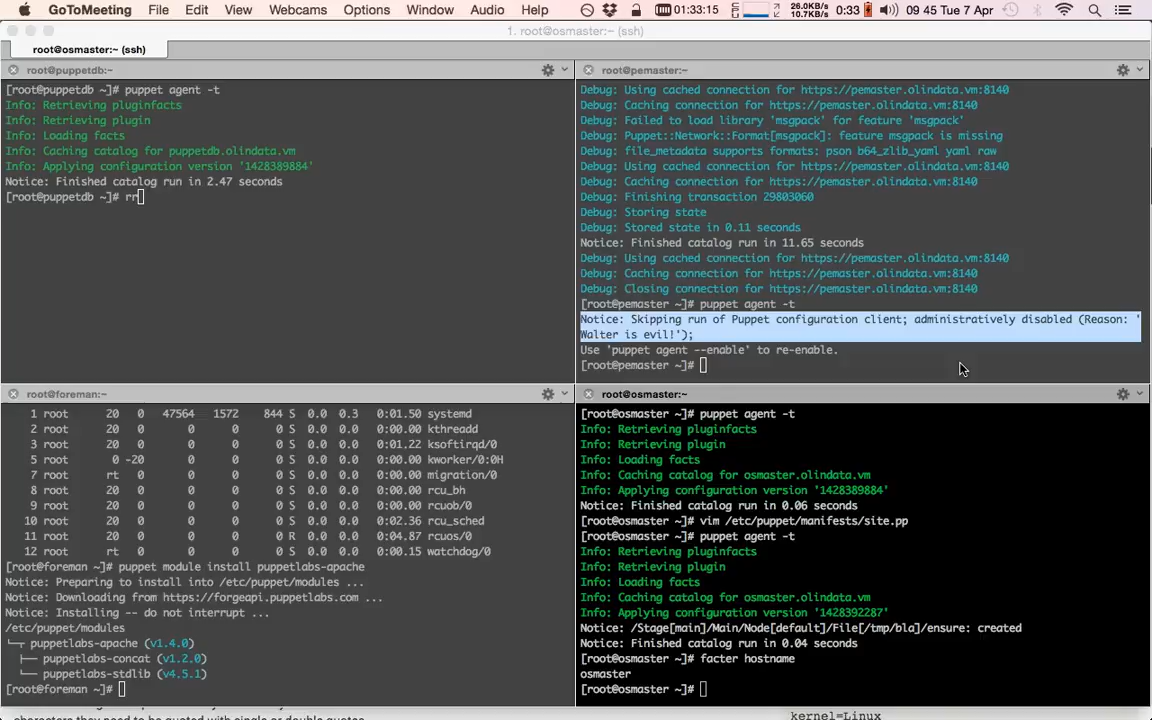 GoToMeeting File Edit View Webcams Options Window Audio Help 01:33:15 26.0KB/s 10.7KB/s 0:33 09 45 Tue 7 Apr
1. root@osmaster:~ (ssh)
root@osmaster:~ (ssh)
root@puppetdb:~
[root@puppetdb ~]# puppet agent -t
Info: Retrieving pluginfacts
Info: Retrieving plugin
Info: Loading facts
Info: Caching catalog for puppetdb.olindata.vm
Info: Applying configuration version '1428389884'
Notice: Finished catalog run in 2.47 seconds
[root@puppetdb ~]# rr
root@pemaster:~
Debug: Using cached connection for https://pemaster.olindata.vm:8140
Debug: Caching connection for https://pemaster.olindata.vm:8140
Debug: Failed to load library 'msgpack' for feature 'msgpack'
Debug: Puppet::Network::Format[msgpack]: feature msgpack is missing
Debug: file_metadata supports formats: pson b64_zlib_yaml yaml raw
Debug: Using cached connection for https://pemaster.olindata.vm:8140
Debug: Caching connection for https://pemaster.olindata.vm:8140
Debug: Finishing transaction 29803060
Debug: Storing state
Debug: Stored state in 0.11 seconds
Notice: Finished catalog run in 11.65 seconds
Debug: Using cached connection for https://pemaster.olindata.vm:8140
Debug: Caching connection for https://pemaster.olindata.vm:8140
Debug: Closing connection for https://pemaster.olindata.vm:8140
[root@pemaster ~]# puppet agent -t
Notice: Skipping run of Puppet configuration client; administratively disabled (Reason: '
Walter is evil!');
Use 'puppet agent --enable' to re-enable.
[root@pemaster ~]#
root@foreman:~
1 root 20 0 47564 1572 844 S 0.0 0.3 0:01.50 systemd
2 root 20 0 0 0 0 S 0.0 0.0 0:00.00 kthreadd
3 root 20 0 0 0 0 S 0.0 0.0 0:01.22 ksoftirqd/0
5 root 0 -20 0 0 0 S 0.0 0.0 0:00.00 kworker/0:0H
7 root rt 0 0 0 0 S 0.0 0.0 0:00.00 migration/0
8 root 20 0 0 0 0 S 0.0 0.0 0:00.00 rcu_bh
9 root 20 0 0 0 0 S 0.0 0.0 0:00.00 rcuob/0
10 root 20 0 0 0 0 S 0.0 0.0 0:02.36 rcu_sched
11 root 20 0 0 0 0 R 0.0 0.0 0:04.87 rcuos/0
12 root rt 0 0 0 0 S 0.0 0.0 0:00.15 watchdog/0
[root@foreman ~]# puppet module install puppetlabs-apache
Notice: Preparing to install into /etc/puppet/modules ...
Notice: Downloading from https://forgeapi.puppetlabs.com ...
Notice: Installing -- do not interrupt ...
/etc/puppet/modules
└─┬ puppetlabs-apache (v1.4.0)
├── puppetlabs-concat (v1.2.0)
└── puppetlabs-stdlib (v4.5.1)
[root@foreman ~]#
root@osmaster:~
[root@osmaster ~]# puppet agent -t
Info: Retrieving pluginfacts
Info: Retrieving plugin
Info: Loading facts
Info: Caching catalog for osmaster.olindata.vm
Info: Applying configuration version '1428389884'
Notice: Finished catalog run in 0.06 seconds
[root@osmaster ~]# vim /etc/puppet/manifests/site.pp
[root@osmaster ~]# puppet agent -t
Info: Retrieving pluginfacts
Info: Retrieving plugin
Info: Loading facts
Info: Caching catalog for osmaster.olindata.vm
Info: Applying configuration version '1428392287'
Notice: /Stage[main]/Main/Node[default]/File[/tmp/bla]/ensure: created
Notice: Finished catalog run in 0.04 seconds
[root@osmaster ~]# facter hostname
osmaster
[root@osmaster ~]#
characters they need to be quoted with single or double quotes
kernel=Linux